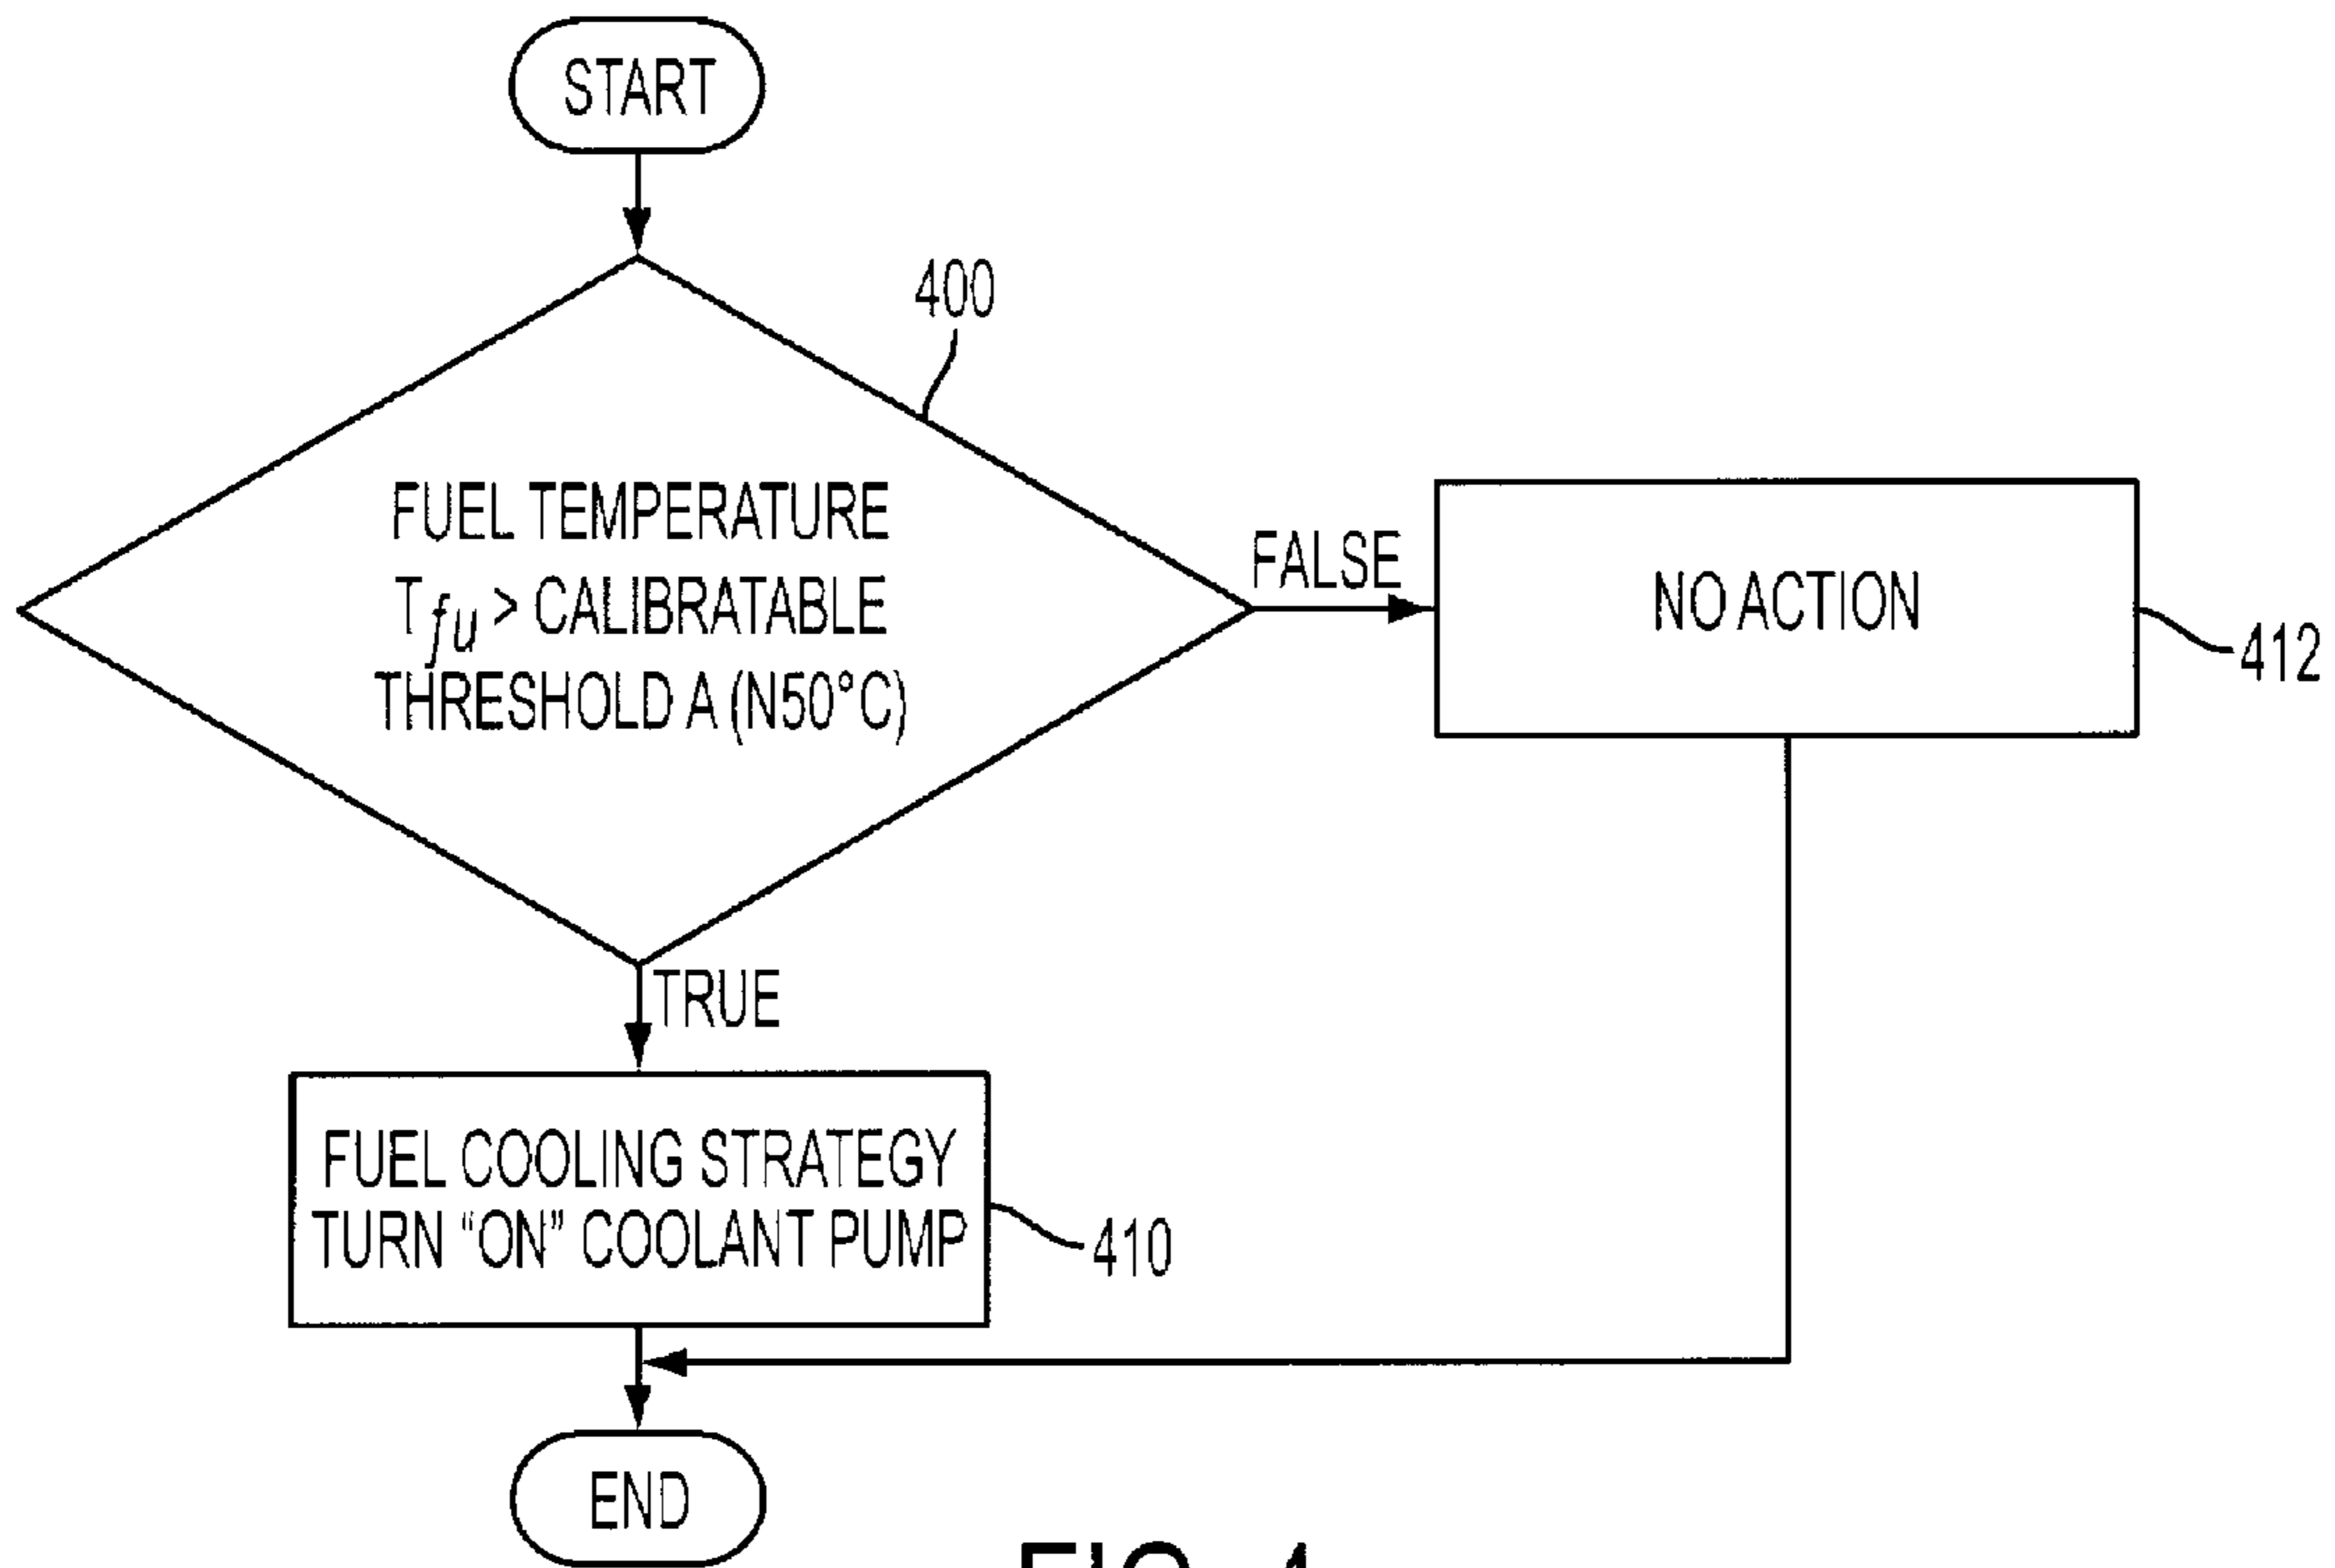 START
400
FUEL TEMPERATURE
Tfu > CALIBRATABLE
THRESHOLD A (N50°C)
FALSE
NO ACTION
412
TRUE
FUEL COOLING STRATEGY
TURN “ON” COOLANT PUMP
410
END